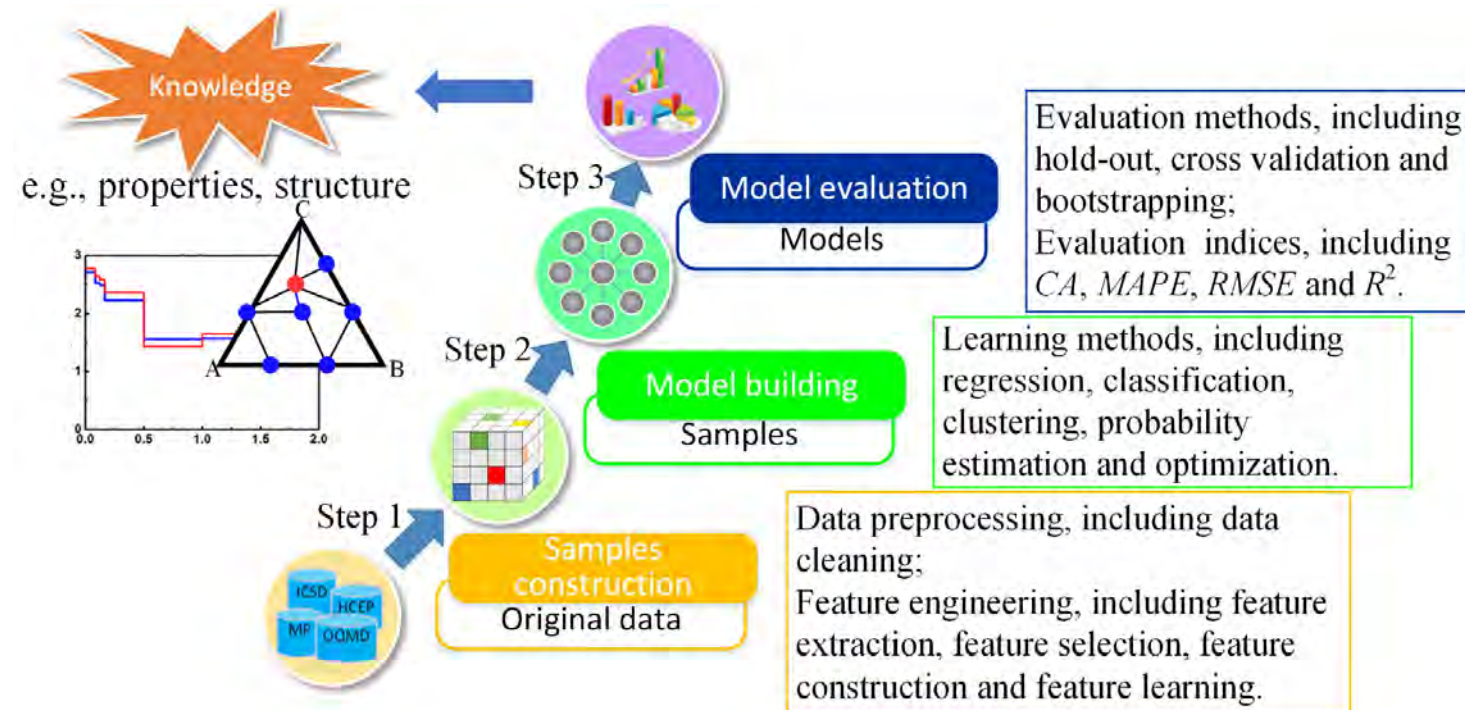 Knowledge
e.g., properties, structure
C
3
2
1
0
0.0 0.5 1.0 1.5 2.0
A
B
Step 3
Model evaluation
Models
Evaluation methods, including
hold-out, cross validation and
bootstrapping;
Evaluation indices, including
CA, MAPE, RMSE and R².
Step 2
Model building
Samples
Learning methods, including
regression, classification,
clustering, probability
estimation and optimization.
Step 1
Samples
construction
Original data
ICSD
HCEP
MP
OQMD
Data preprocessing, including data
cleaning;
Feature engineering, including feature
extraction, feature selection, feature
construction and feature learning.